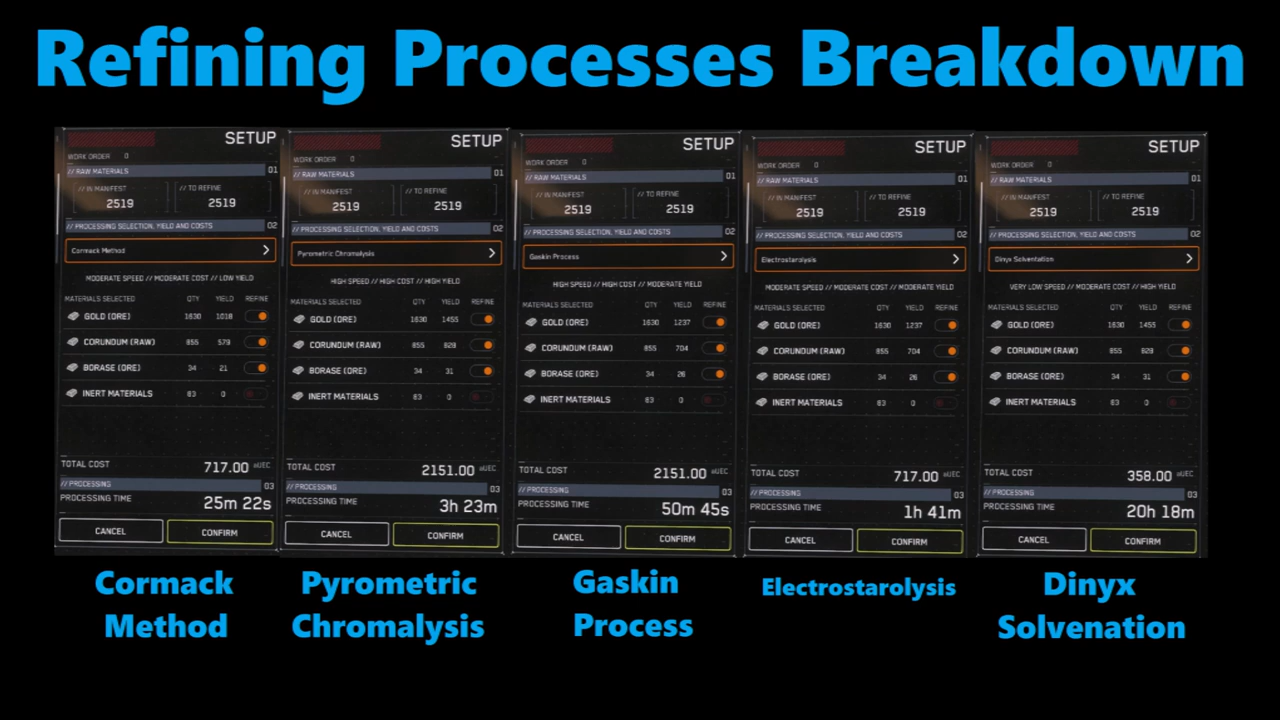 Refining Processes Breakdown
SETUP
WORK ORDER 0
// RAW MATERIALS 01
// IN MANIFEST // TO REFINE
2519 2519
// PROCESSING SELECTION, YIELD AND COSTS 02
Cormack Method
MODERATE SPEED // MODERATE COST // LOW YIELD
MATERIALS SELECTED QTY YIELD REFINE
GOLD (ORE) 1630 1018
CORUNDUM (RAW) 855 579
BORASE (ORE) 34 21
INERT MATERIALS 83 0
TOTAL COST 717.00 aUEC
// PROCESSING 03
PROCESSING TIME 25m 22s
CANCEL CONFIRM
SETUP
WORK ORDER 0
// RAW MATERIALS 01
// IN MANIFEST // TO REFINE
2519 2519
// PROCESSING SELECTION, YIELD AND COSTS 02
Pyrometric Chromalysis
HIGH SPEED // HIGH COST // HIGH YIELD
MATERIALS SELECTED QTY YIELD REFINE
GOLD (ORE) 1630 1455
CORUNDUM (RAW) 855 828
BORASE (ORE) 34 31
INERT MATERIALS 83 0
TOTAL COST 2151.00 aUEC
// PROCESSING 03
PROCESSING TIME 3h 23m
CANCEL CONFIRM
SETUP
WORK ORDER 0
// RAW MATERIALS 01
// IN MANIFEST // TO REFINE
2519 2519
// PROCESSING SELECTION, YIELD AND COSTS 02
Gaskin Process
HIGH SPEED // HIGH COST // MODERATE YIELD
MATERIALS SELECTED QTY YIELD REFINE
GOLD (ORE) 1630 1237
CORUNDUM (RAW) 855 704
BORASE (ORE) 34 26
INERT MATERIALS 83 0
TOTAL COST 2151.00 aUEC
// PROCESSING 03
PROCESSING TIME 50m 45s
CANCEL CONFIRM
SETUP
WORK ORDER 0
// RAW MATERIALS 01
// IN MANIFEST // TO REFINE
2519 2519
// PROCESSING SELECTION, YIELD AND COSTS 02
Electrostarolysis
MODERATE SPEED // MODERATE COST // MODERATE YIELD
MATERIALS SELECTED QTY YIELD REFINE
GOLD (ORE) 1630 1237
CORUNDUM (RAW) 855 704
BORASE (ORE) 34 26
INERT MATERIALS 83 0
TOTAL COST 717.00 aUEC
// PROCESSING 03
PROCESSING TIME 1h 41m
CANCEL CONFIRM
SETUP
WORK ORDER 0
// RAW MATERIALS 01
// IN MANIFEST // TO REFINE
2519 2519
// PROCESSING SELECTION, YIELD AND COSTS 02
Dinyx Solventation
VERY LOW SPEED // MODERATE COST // HIGH YIELD
MATERIALS SELECTED QTY YIELD REFINE
GOLD (ORE) 1630 1455
CORUNDUM (RAW) 855 828
BORASE (ORE) 34 31
INERT MATERIALS 83 0
TOTAL COST 358.00 aUEC
// PROCESSING 03
PROCESSING TIME 20h 18m
CANCEL CONFIRM
Cormack
Method
Pyrometric
Chromalysis
Gaskin
Process
Electrostarolysis
Dinyx
Solvenation